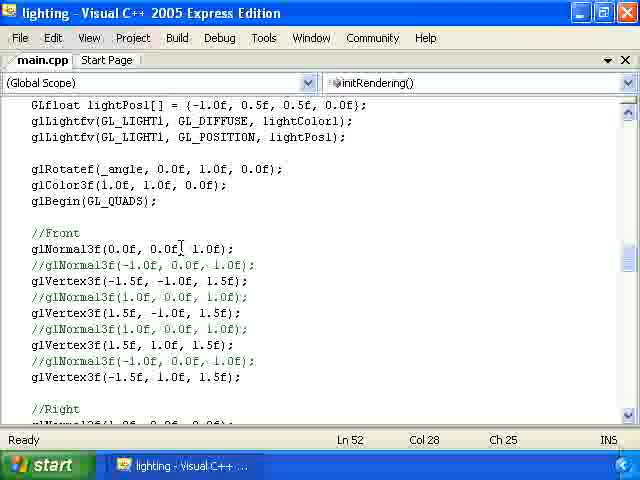 lighting - Visual C++ 2005 Express Edition
File Edit View Project Build Debug Tools Window Community Help
main.cpp Start Page
(Global Scope) initRendering()
GLfloat lightPos1[] = {-1.0f, 0.5f, 0.5f, 0.0f};
glLightfv(GL_LIGHT1, GL_DIFFUSE, lightColor1);
glLightfv(GL_LIGHT1, GL_POSITION, lightPos1);
glRotatef(_angle, 0.0f, 1.0f, 0.0f);
glColor3f(1.0f, 1.0f, 0.0f);
glBegin(GL_QUADS);
//Front
glNormal3f(0.0f, 0.0f, 1.0f);
//glNormal3f(-1.0f, 0.0f, 1.0f);
glVertex3f(-1.5f, -1.0f, 1.5f);
//glNormal3f(1.0f, 0.0f, 1.0f);
glVertex3f(1.5f, -1.0f, 1.5f);
//glNormal3f(1.0f, 0.0f, 1.0f);
glVertex3f(1.5f, 1.0f, 1.5f);
//glNormal3f(-1.0f, 0.0f, 1.0f);
glVertex3f(-1.5f, 1.0f, 1.5f);
//Right
glNormal3f(1.0f, 0.0f, 0.0f);
Ready Ln 52 Col 28 Ch 25 INS
start lighting - Visual C++ ...